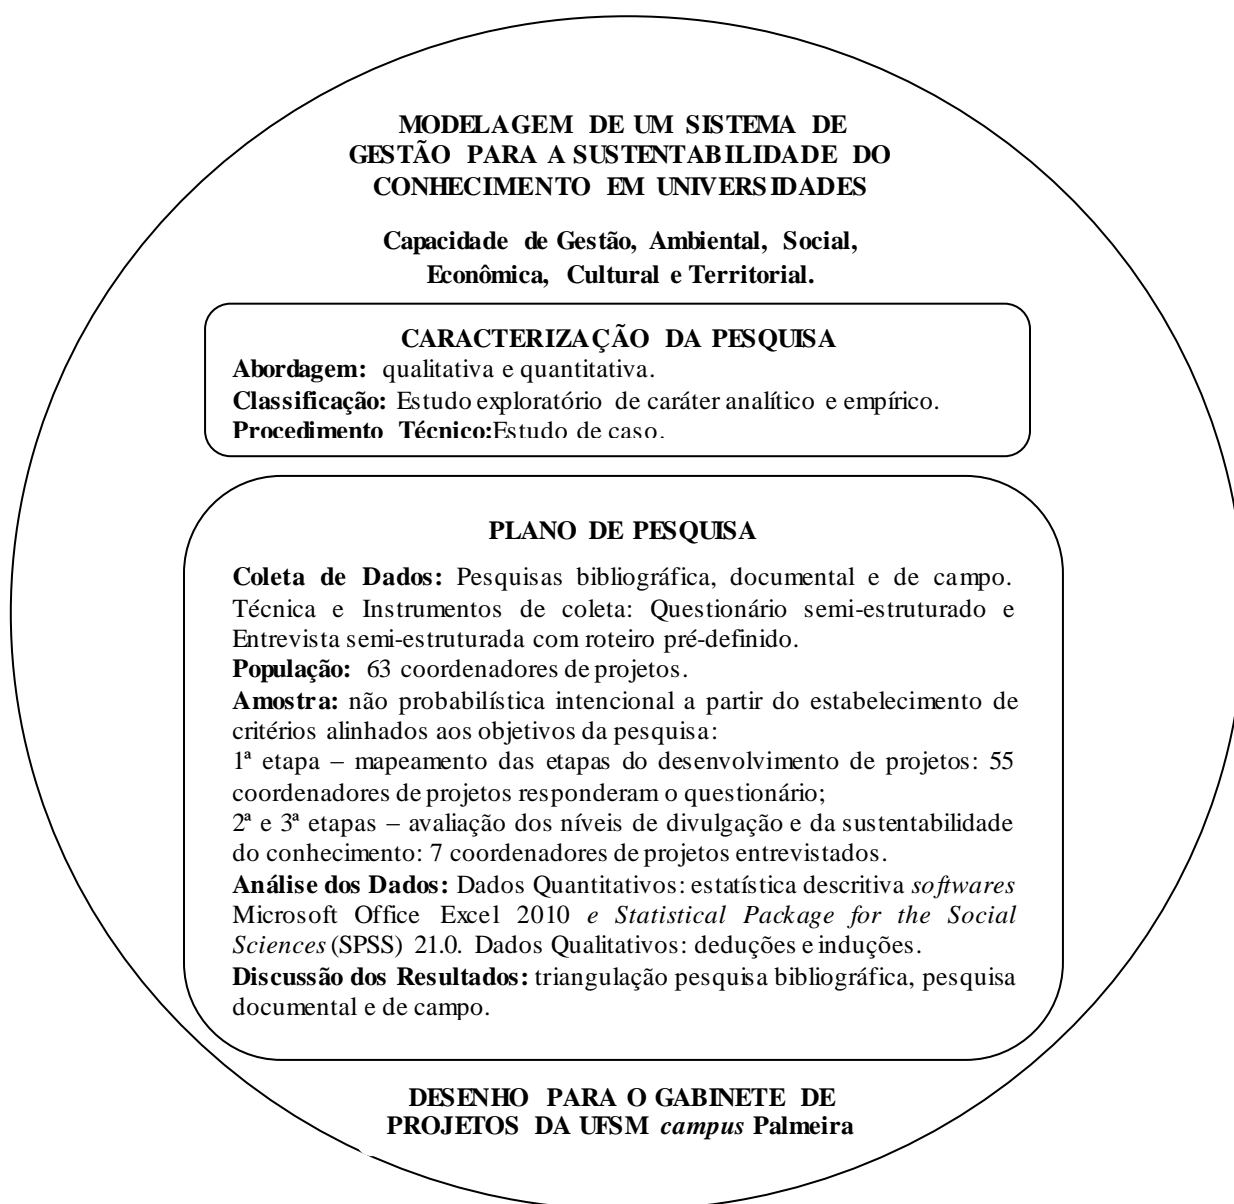 MODELAGEM DE UM SISTEMA DE
GESTÃO PARA A SUSTENTABILIDADE DO
CONHECIMENTO EM UNIVERSIDADES
Capacidade de Gestão, Ambiental, Social,
Econômica, Cultural e Territorial.
CARACTERIZAÇÃO DA PESQUISA
Abordagem: qualitativa e quantitativa.
Classificação: Estudo exploratório de caráter analítico e empírico.
Procedimento Técnico:Estudo de caso.
PLANO DE PESQUISA
Coleta de Dados: Pesquisas bibliográfica, documental e de campo.
Técnica e Instrumentos de coleta: Questionário semi-estruturado e
Entrevista semi-estruturada com roteiro pré-definido.
População: 63 coordenadores de projetos.
Amostra: não probabilística intencional a partir do estabelecimento de
critérios alinhados aos objetivos da pesquisa:
1ª etapa – mapeamento das etapas do desenvolvimento de projetos: 55
coordenadores de projetos responderam o questionário;
2ª e 3ª etapas – avaliação dos níveis de divulgação e da sustentabilidade
do conhecimento: 7 coordenadores de projetos entrevistados.
Análise dos Dados: Dados Quantitativos: estatística descritiva softwares
Microsoft Office Excel 2010 e Statistical Package for the Social
Sciences (SPSS) 21.0. Dados Qualitativos: deduções e induções.
Discussão dos Resultados: triangulação pesquisa bibliográfica, pesquisa
documental e de campo.
DESENHO PARA O GABINETE DE
PROJETOS DA UFSM campus Palmeira